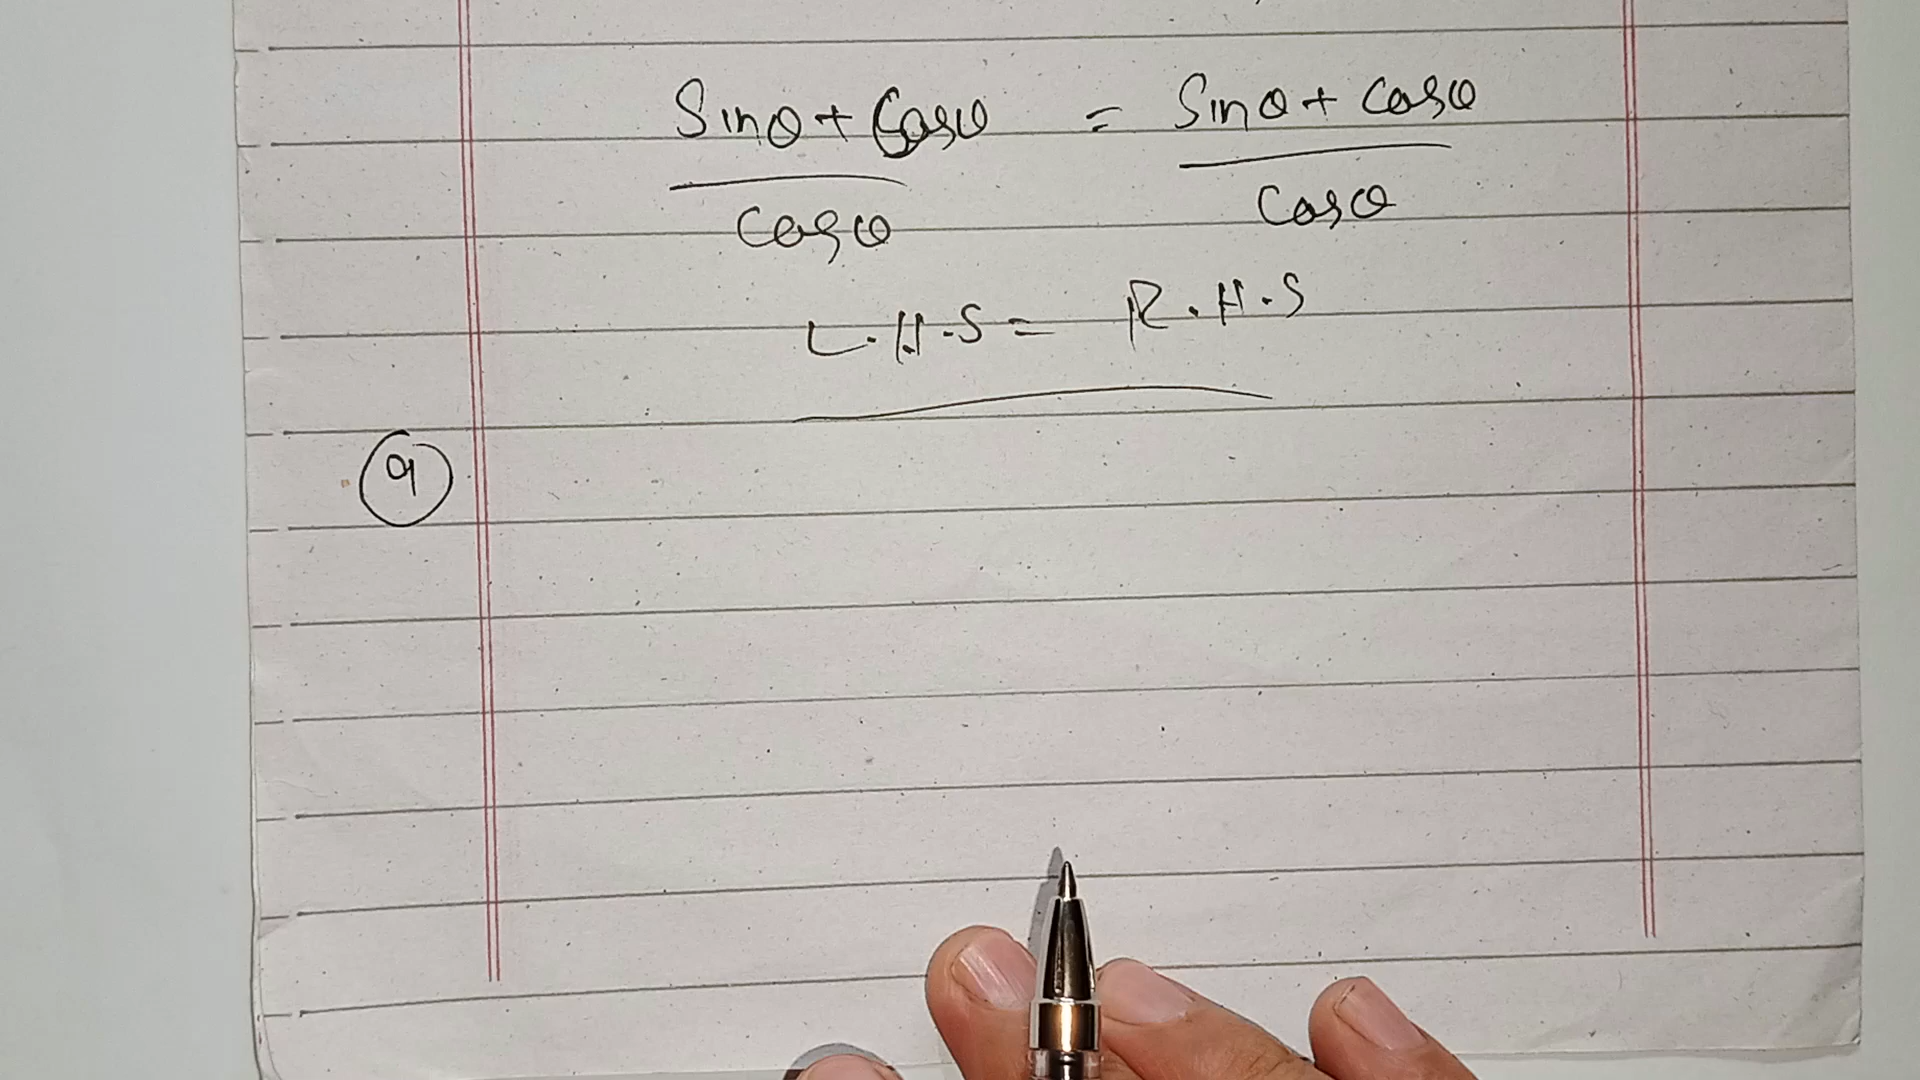 Sinθ + Cosθ = Sinθ + Cosθ
Cosθ Cosθ
L.H.S = R.H.S
9